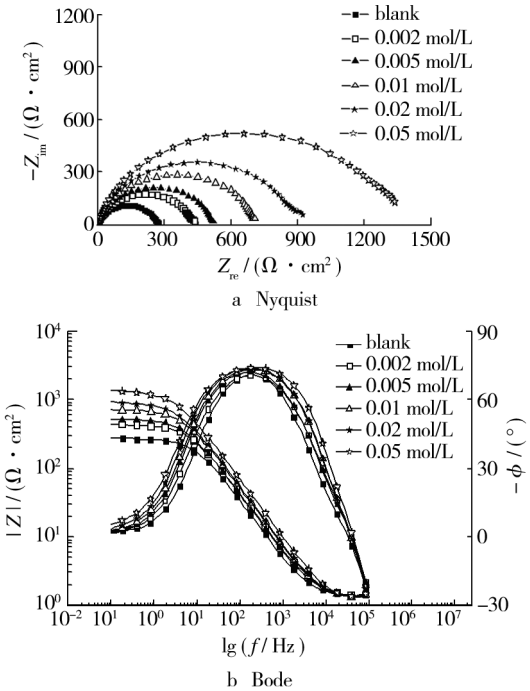 1200
900
600
300
0
−Z_im/(Ω·cm²)
blank
0.002 mol/L
0.005 mol/L
0.01 mol/L
0.02 mol/L
0.05 mol/L
0 300 600 900 1200 1500
Z_re/(Ω·cm²)
a Nyquist
10⁴
10³
10²
10¹
10⁰
|Z|/(Ω·cm²)
blank
0.002 mol/L
0.005 mol/L
0.01 mol/L
0.02 mol/L
0.05 mol/L
90
60
30
0
−30
−ϕ/(°)
10⁻² 10¹ 10⁰ 10¹ 10² 10³ 10⁴ 10⁵ 10⁶ 10⁷
lg(f/Hz)
b Bode